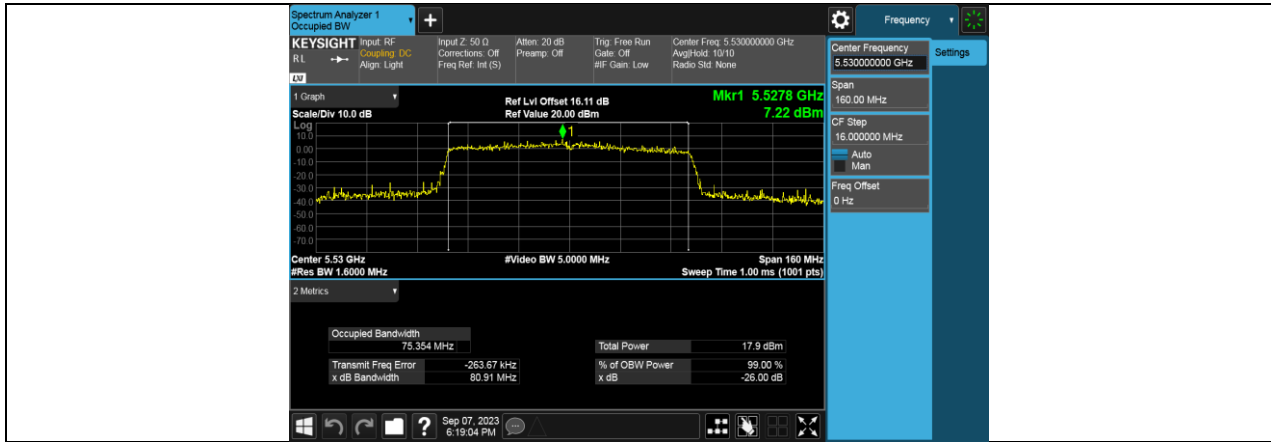 Spectrum Analyzer 1
Occupied BW
+
Frequency
KEYSIGHT Input: RF Input Z: 50 Ω Atten: 20 dB Trig: Free Run Center Freq: 5.530000000 GHz
RL Coupling: DC Corrections: Off Preamp: Off Gate: Off Avg|Hold: 10/10
Align: Light Freq Ref: Int (S) #IF Gain: Low Radio Std: None
LXI
1 Graph
Ref Lvl Offset 16.11 dB
Mkr1 5.5278 GHz
Scale/Div 10.0 dB Ref Value 20.00 dBm 7.22 dBm
Log
10.0
0.00
-10.0
-20.0
-30.0
-40.0
-50.0
-60.0
-70.0
1
Center 5.53 GHz #Video BW 5.0000 MHz Span 160 MHz
#Res BW 1.6000 MHz Sweep Time 1.00 ms (1001 pts)
2 Metrics
Occupied Bandwidth
75.354 MHz
Total Power 17.9 dBm
Transmit Freq Error -263.67 kHz % of OBW Power 99.00 %
x dB Bandwidth 80.91 MHz x dB -26.00 dB
? Sep 07, 2023
6:19:04 PM
Center Frequency
5.530000000 GHz
Settings
Span
160.00 MHz
CF Step
16.000000 MHz
Auto
Man
Freq Offset
0 Hz